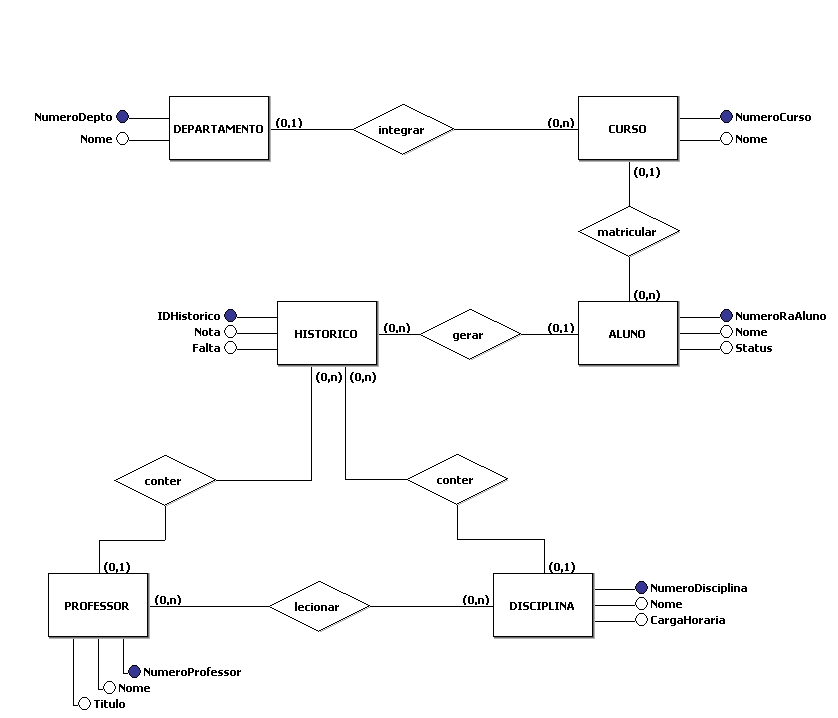 NumeroDepto
Nome
DEPARTAMENTO
(0,1)
integrar
(0,n)
CURSO
NumeroCurso
Nome
(0,1)
matricular
(0,n)
IDHistorico
Nota
Falta
HISTORICO
(0,n)
gerar
(0,1)
ALUNO
NumeroRaAluno
Nome
Status
(0,n) (0,n)
conter
conter
(0,1)
(0,1)
PROFESSOR
(0,n)
lecionar
(0,n)
DISCIPLINA
NumeroDisciplina
Nome
CargaHoraria
NumeroProfessor
Nome
Titulo